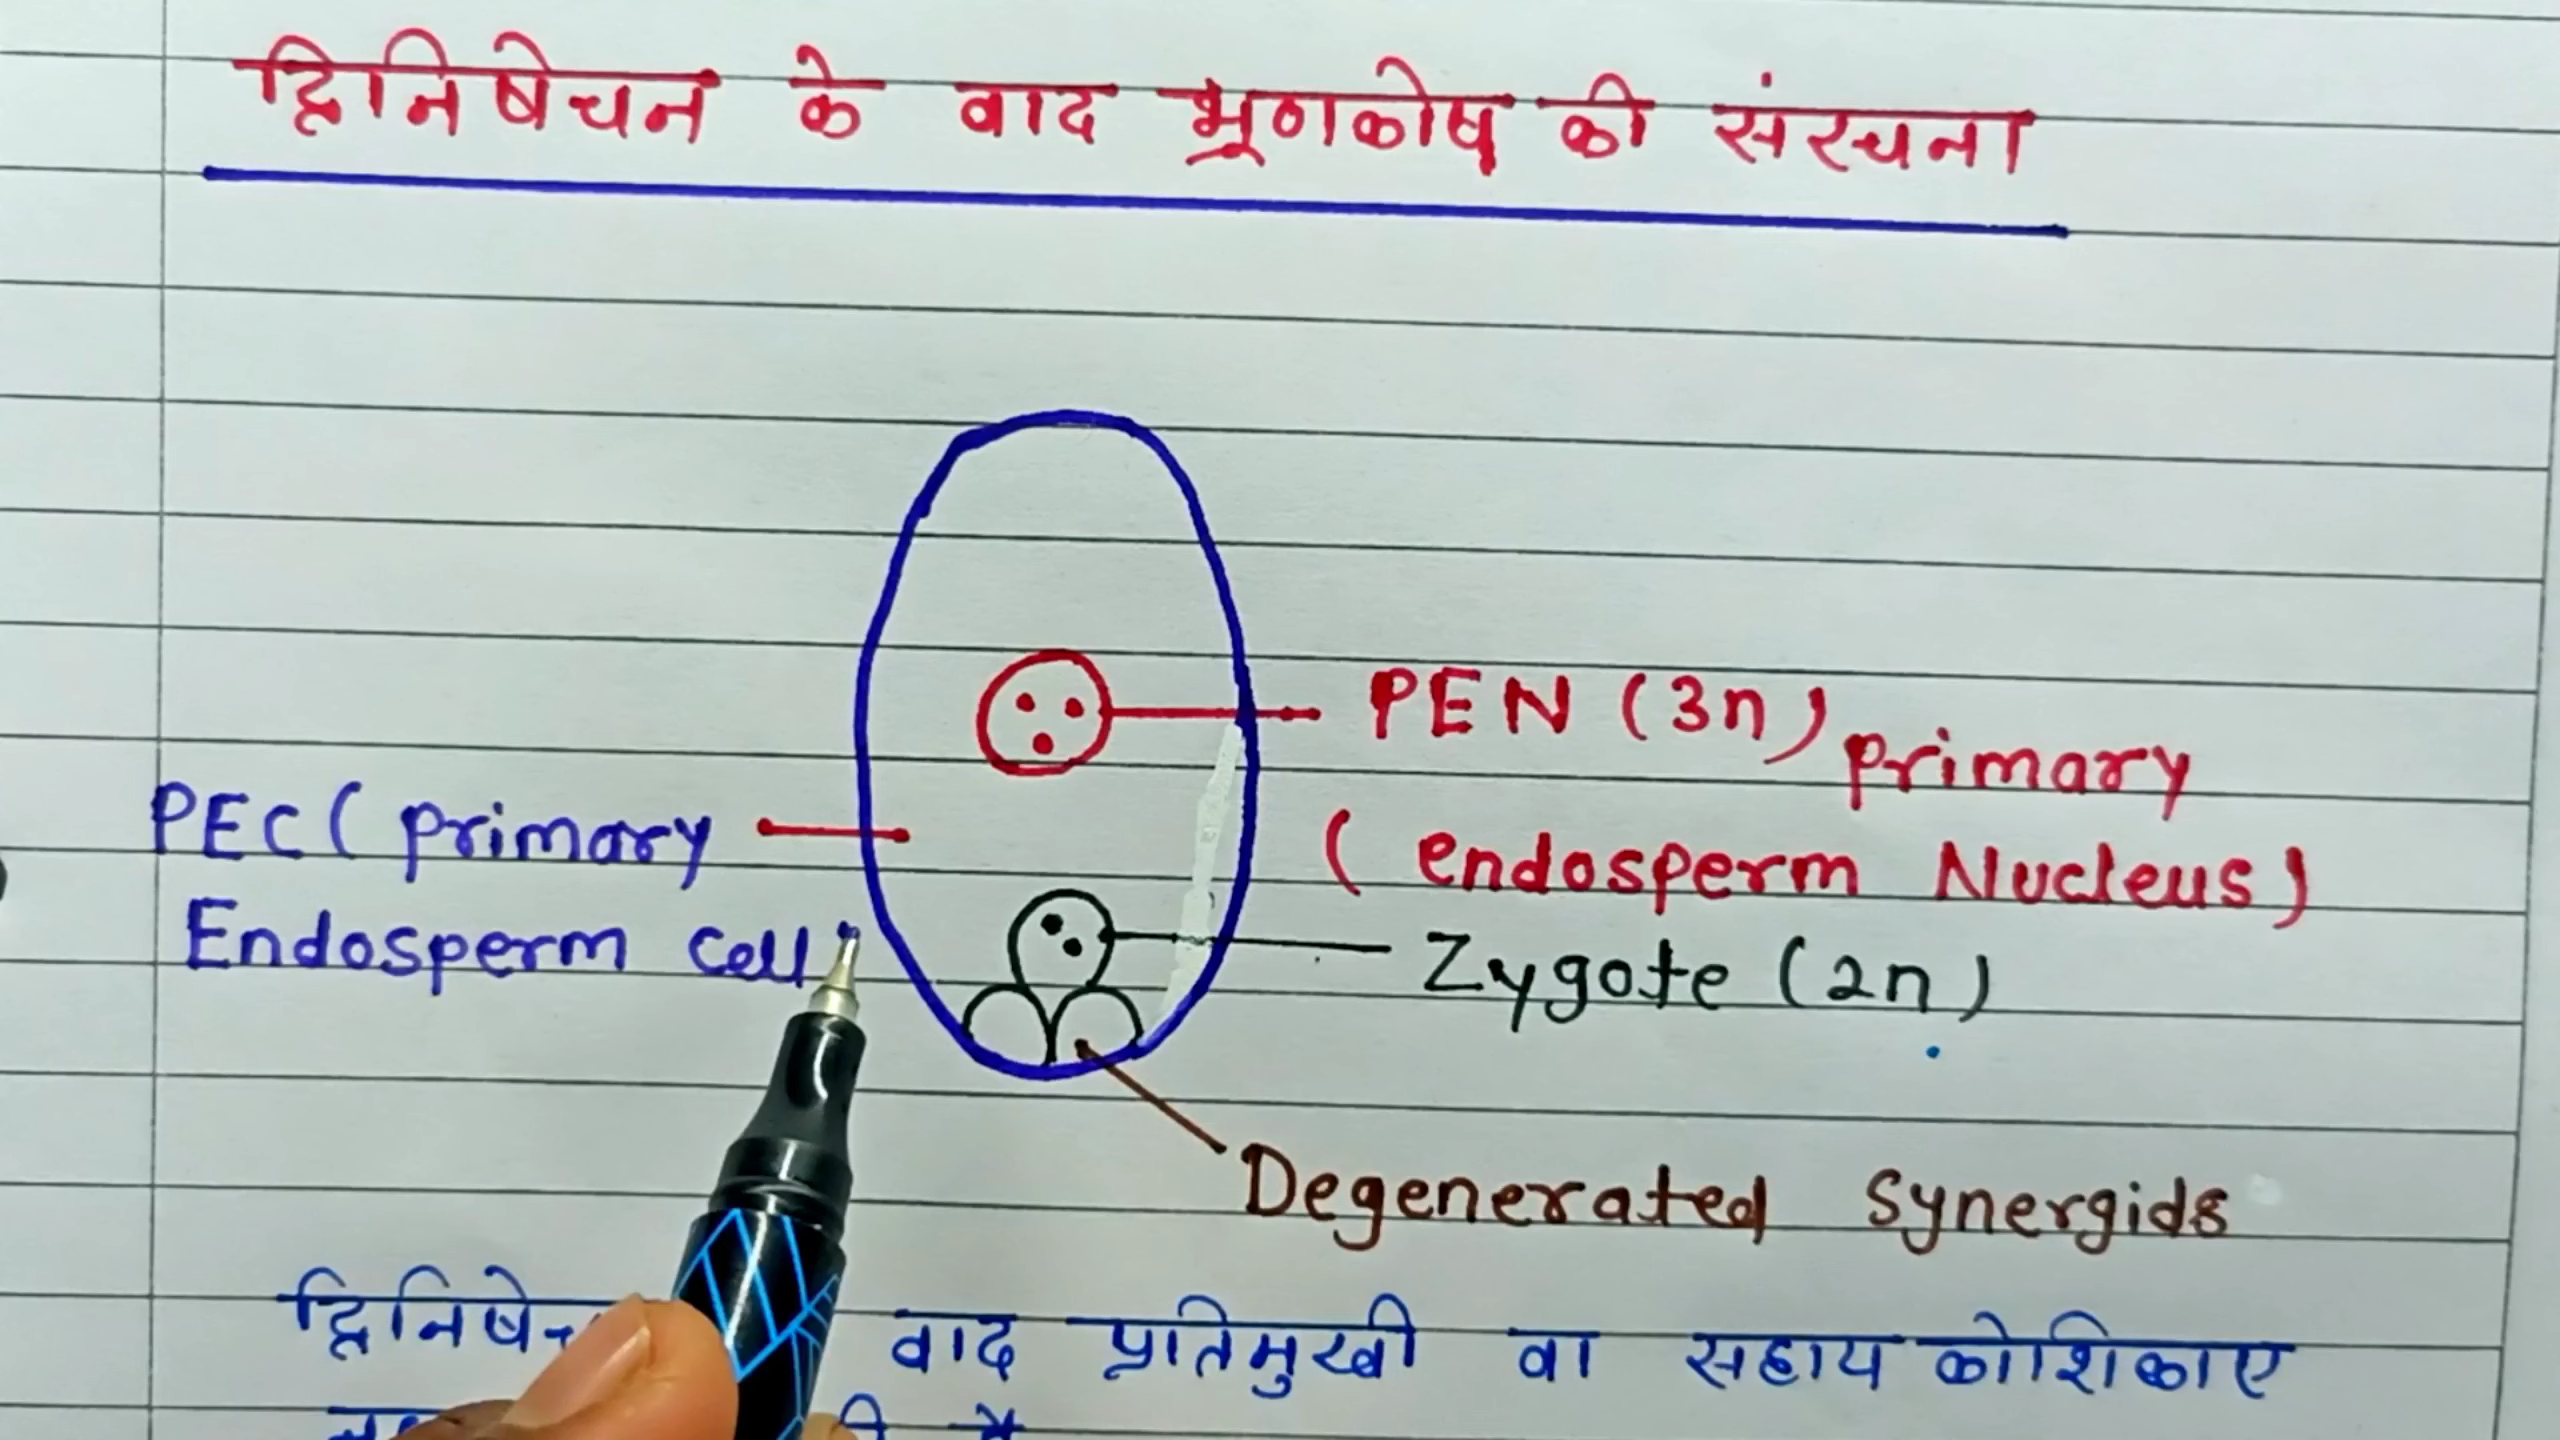 द्विनिषेचन के वाद भ्रूणकोष की संरचना
PEN (3n) primary
( endosperm Nucleus)
PEC ( primary
Endosperm cell
Zygote (2n)
Degenerated Synergids
वाद प्रतिमुखी वा सहाय कोशिकाए